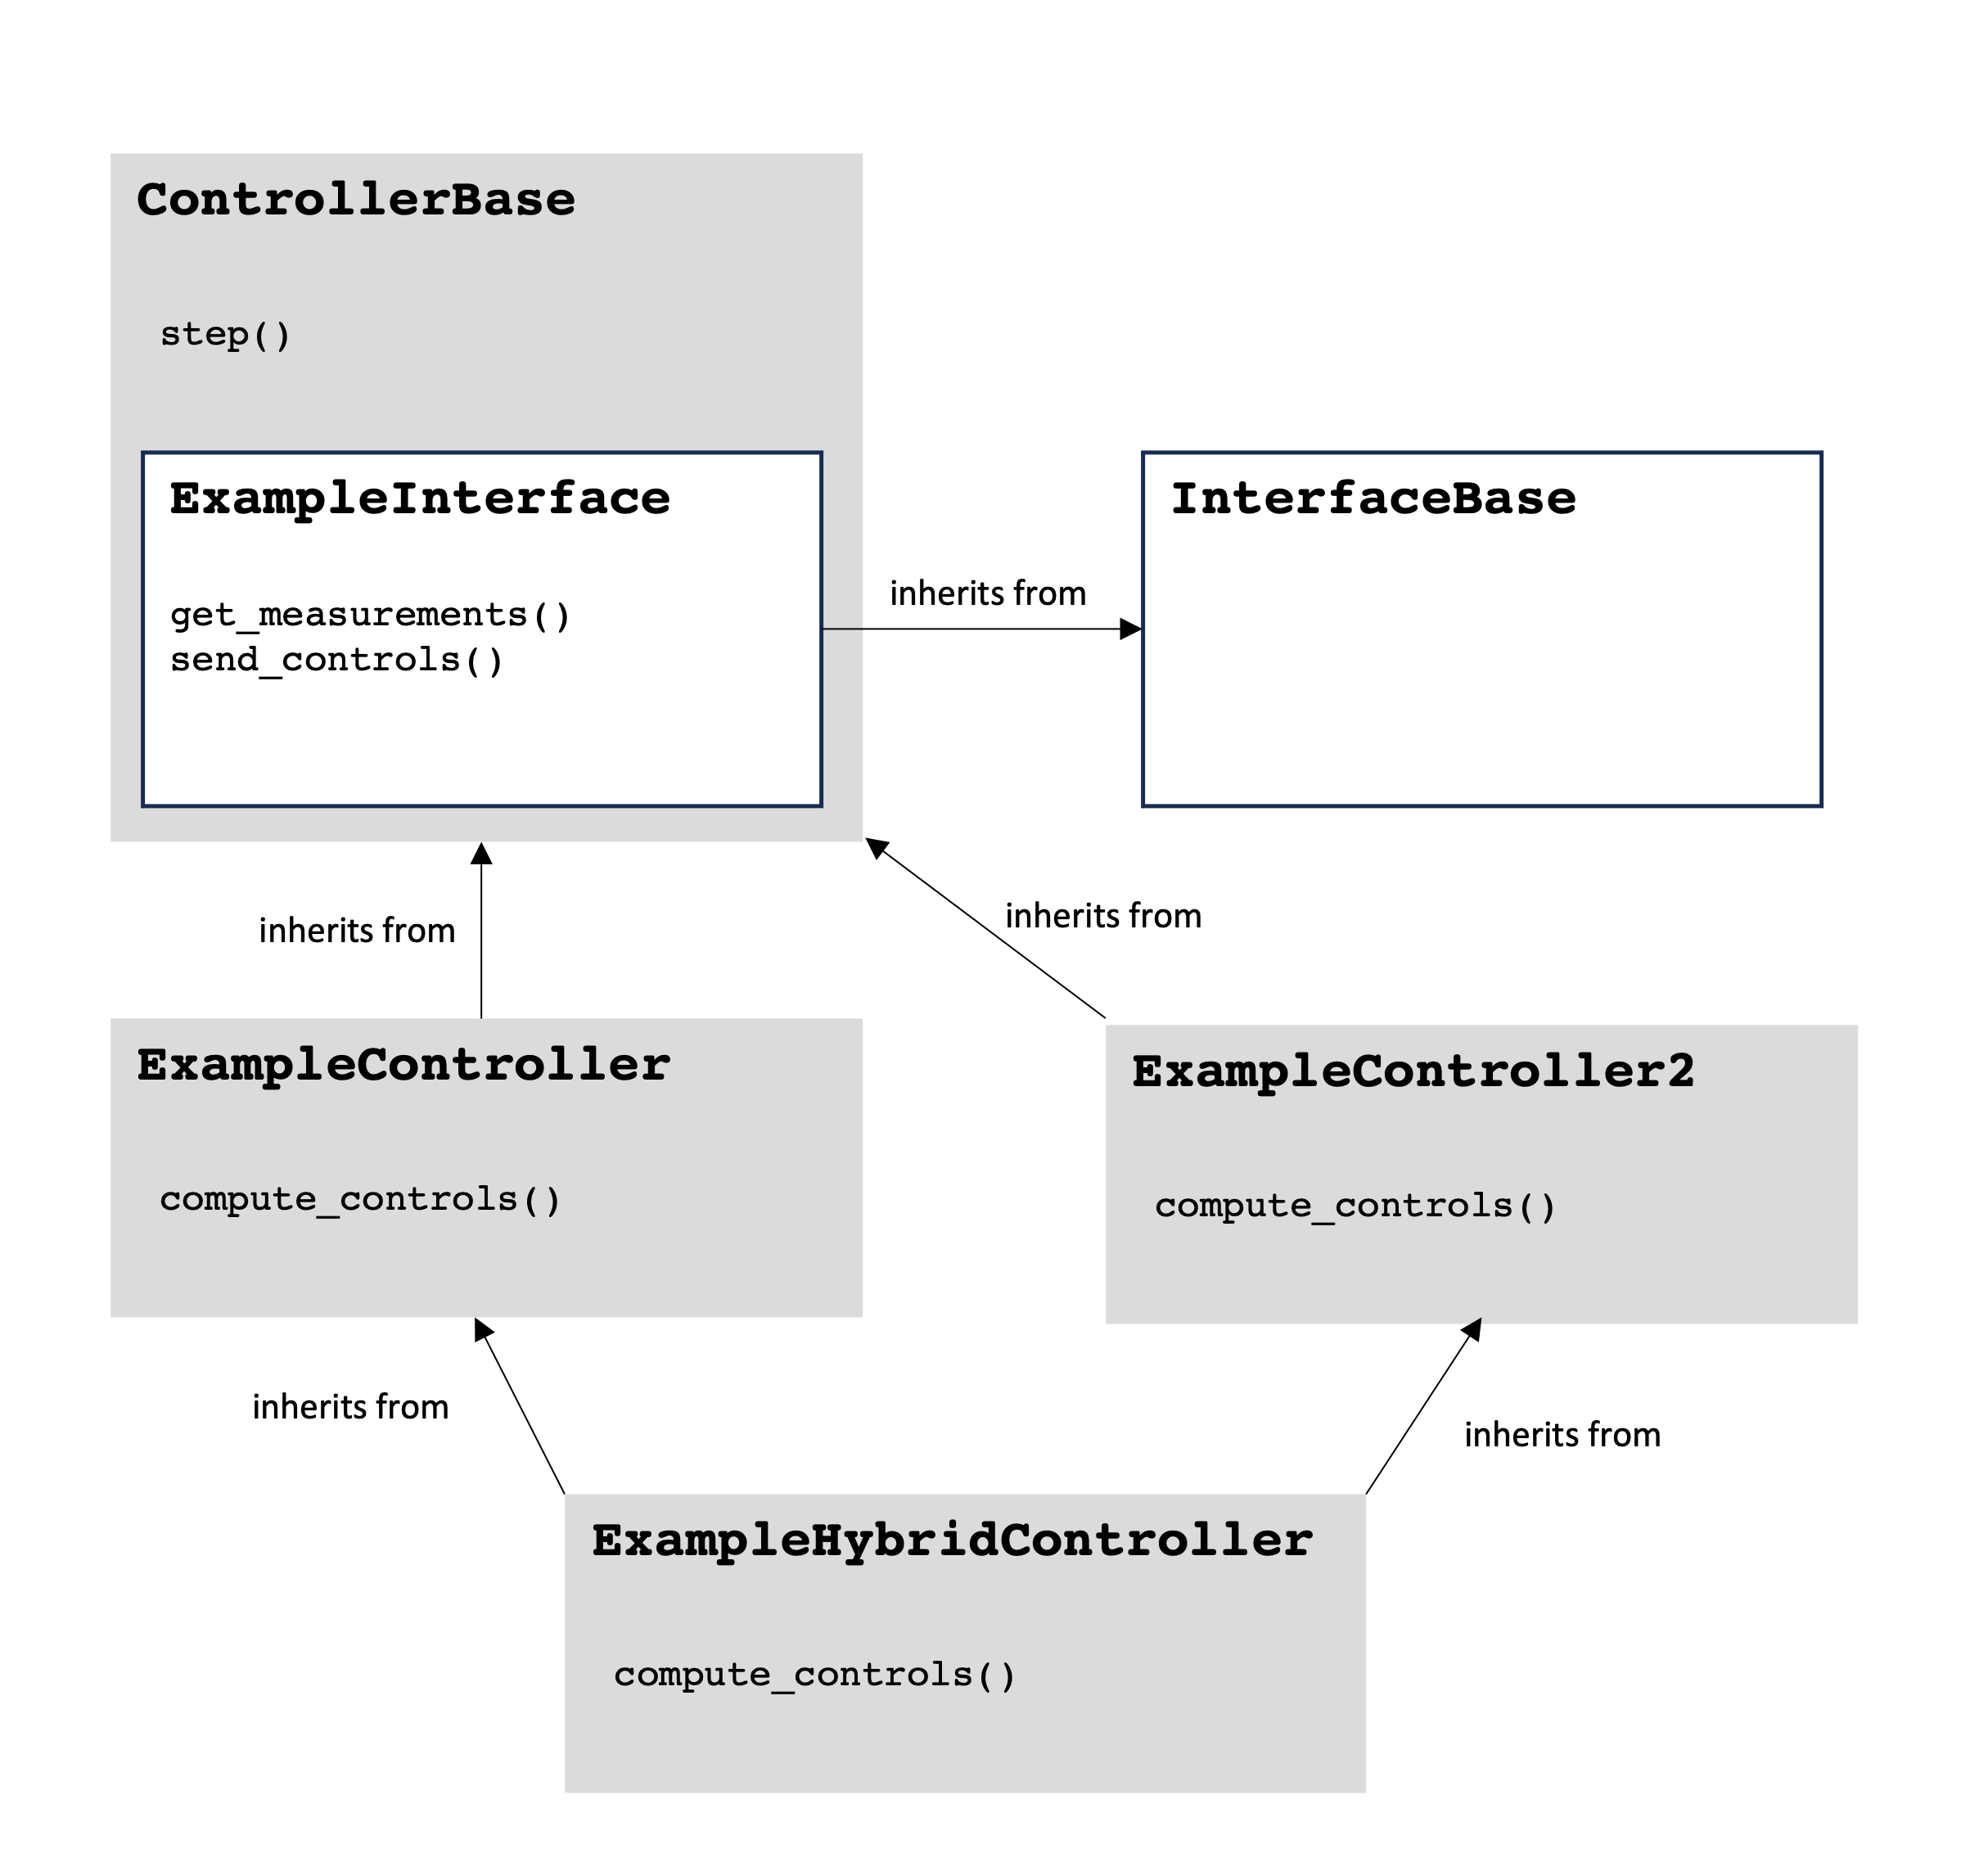 ControllerBase
step()
ExampleInterface
get_measurements()
send_controls()
inherits from
InterfaceBase
inherits from
inherits from
ExampleController
compute_controls()
ExampleController2
compute_controls()
inherits from
inherits from
ExampleHybridController
compute_controls()